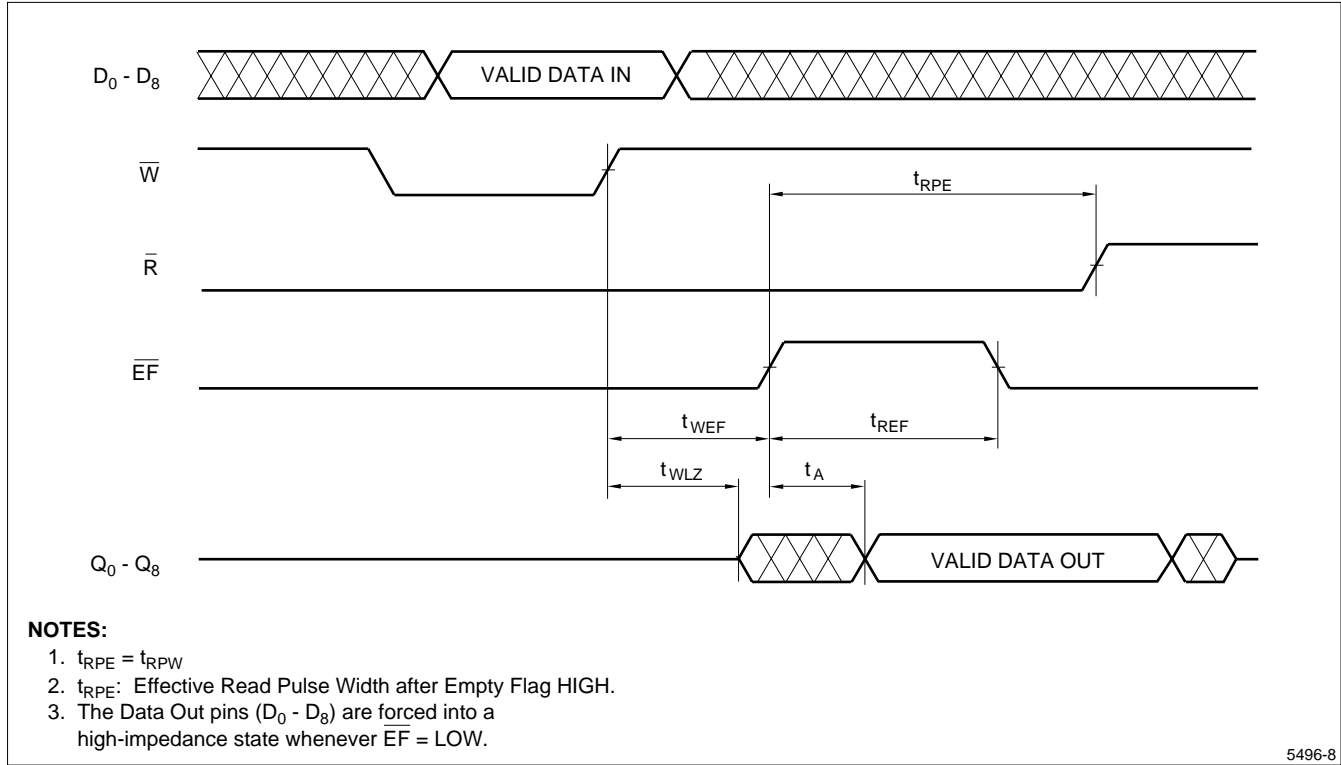 D0 - D8
VALID DATA IN
W̅
tRPE
R̅
E̅F̅
tWEF
tREF
tWLZ
tA
Q0 - Q8
VALID DATA OUT
NOTES:
1. tRPE = tRPW
2. tRPE: Effective Read Pulse Width after Empty Flag HIGH.
3. The Data Out pins (D0 - D8) are forced into a
high-impedance state whenever E̅F̅ = LOW.
5496-8